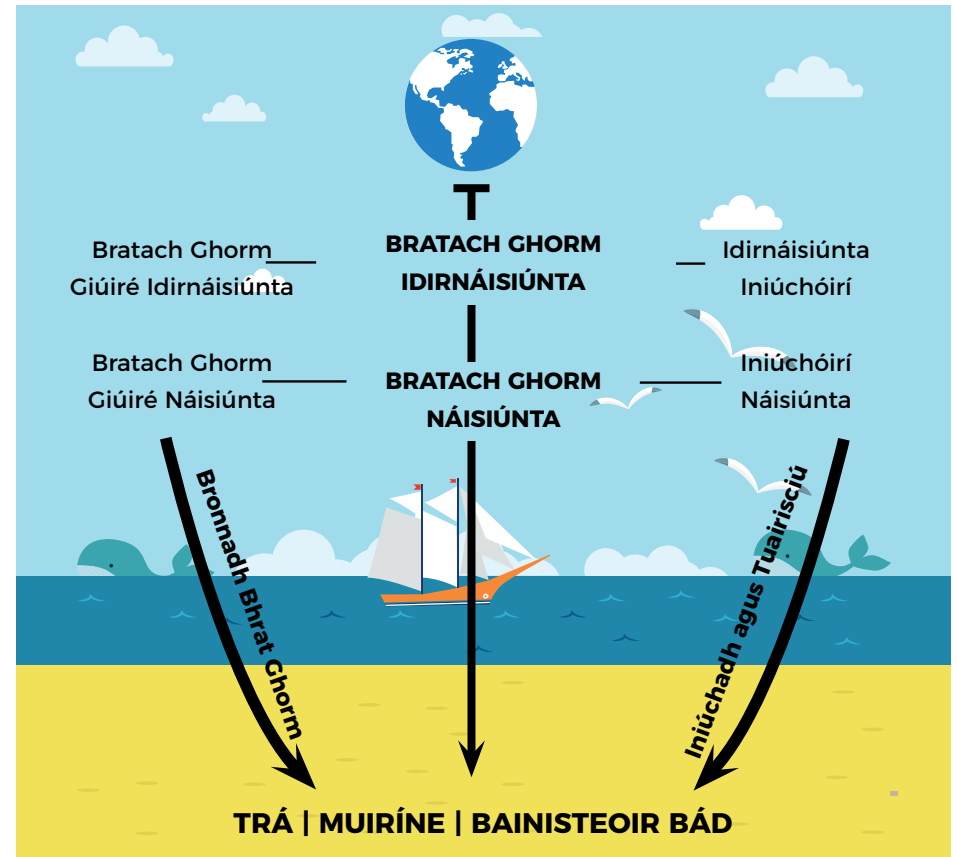 BRATACH GHORM
IDIRNÁISIÚNTA
Bratach Ghorm
Giúiré Idirnáisiúnta
Idirnáisiúnta
Iniúchóirí
Bratach Ghorm
Giúiré Náisiúnta
BRATACH GHORM
NÁISIÚNTA
Iniúchóirí
Náisiúnta
Bronnadh Bhrat Ghorm
Iniúchadh agus Tuairisciú
TRÁ | MUIRÍNE | BAINISTEOIR BÁD